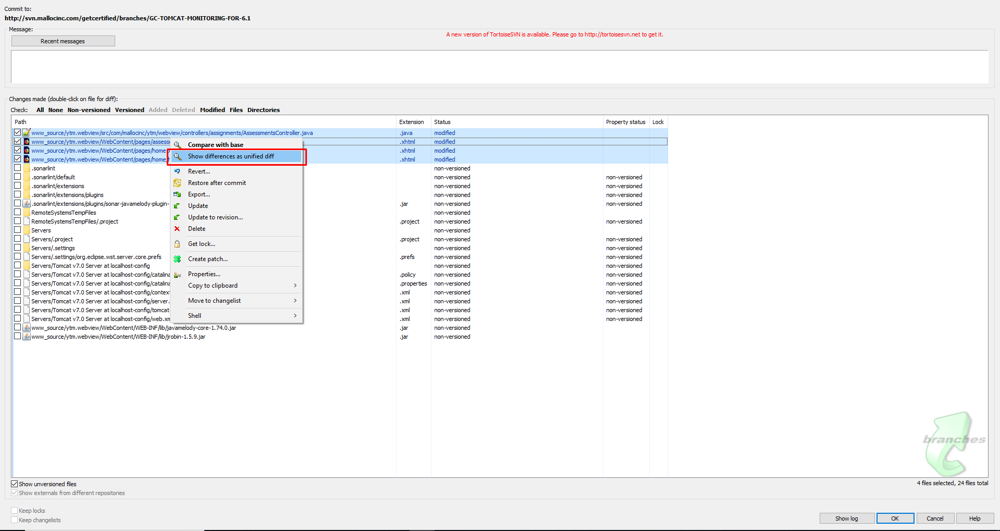 Commit to:
http://svn.mallocinc.com/getcertified/branches/GC-TOMCAT-MONITORING-FOR-6.1
Message:
Recent messages
A new version of TortoiseSVN is available. Please go to http://tortoisesvn.net to get it.
Changes made (double-click on file for diff):
Check: All None Non-versioned Versioned Added Deleted Modified Files Directories
Path Extension Status Property status Lock
www_source/ytm.webview/src/com/mallocinc/ytm/webview/controllers/assignments/AssessmentsController.java .java modified
www_source/ytm.webview/WebContent/pages/assess .xhtml modified
www_source/ytm.webview/WebContent/pages/home .xhtml modified
www_source/ytm.webview/WebContent/pages/home .xhtml modified
.sonarlint non-versioned
.sonarlint/default non-versioned non-versioned
.sonarlint/extensions non-versioned non-versioned
.sonarlint/extensions/plugins non-versioned non-versioned
.sonarlint/extensions/plugins/sonar-javamelody-plugin- .jar non-versioned non-versioned
RemoteSystemsTempFiles non-versioned
RemoteSystemsTempFiles/.project .project non-versioned non-versioned
Servers non-versioned
Servers/.project .project non-versioned non-versioned
Servers/.settings non-versioned non-versioned
Servers/.settings/org.eclipse.wst.server.core.prefs .prefs non-versioned non-versioned
Servers/Tomcat v7.0 Server at localhost-config non-versioned non-versioned
Servers/Tomcat v7.0 Server at localhost-config/catalina .policy non-versioned non-versioned
Servers/Tomcat v7.0 Server at localhost-config/catalina .properties non-versioned non-versioned
Servers/Tomcat v7.0 Server at localhost-config/context .xml non-versioned non-versioned
Servers/Tomcat v7.0 Server at localhost-config/server. .xml non-versioned non-versioned
Servers/Tomcat v7.0 Server at localhost-config/tomcat- .xml non-versioned non-versioned
Servers/Tomcat v7.0 Server at localhost-config/web.xm .xml non-versioned non-versioned
www_source/ytm.webview/WebContent/WEB-INF/lib/javamelody-core-1.74.0.jar .jar non-versioned
www_source/ytm.webview/WebContent/WEB-INF/lib/jrobin-1.5.9.jar .jar non-versioned
Compare with base
Show differences as unified diff
Revert...
Restore after commit
Export...
Update
Update to revision...
Delete
Get lock...
Create patch...
Properties...
Copy to clipboard
Move to changelist
Shell
branches
Show unversioned files
4 files selected, 24 files total
Show externals from different repositories
Keep locks
Keep changelists
Show log OK Cancel Help